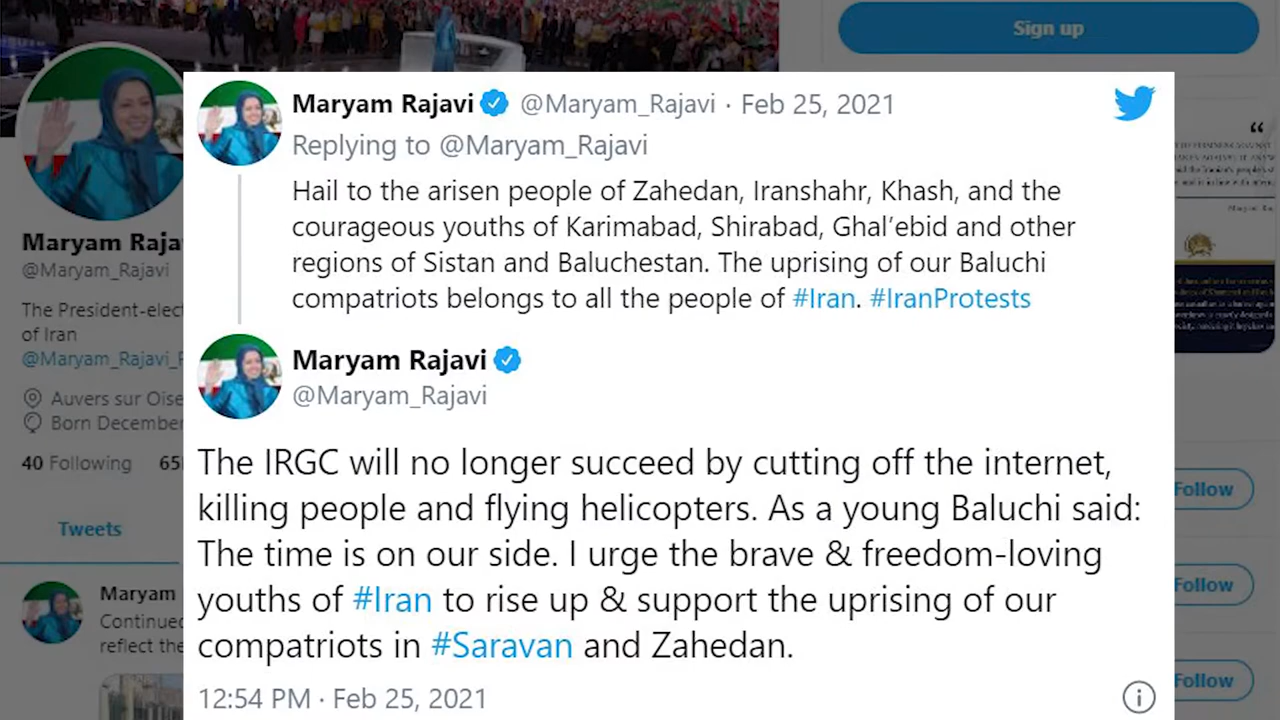 Sign up
Maryam Rajavi @Maryam_Rajavi · Feb 25, 2021
Replying to @Maryam_Rajavi
Hail to the arisen people of Zahedan, Iranshahr, Khash, and the
courageous youths of Karimabad, Shirabad, Ghal’ebid and other
regions of Sistan and Baluchestan. The uprising of our Baluchi
compatriots belongs to all the people of #Iran. #IranProtests
Maryam Rajavi
@Maryam_Rajavi
The IRGC will no longer succeed by cutting off the internet,
killing people and flying helicopters. As a young Baluchi said:
The time is on our side. I urge the brave & freedom-loving
youths of #Iran to rise up & support the uprising of our
compatriots in #Saravan and Zahedan.
12:54 PM · Feb 25, 2021
Maryam Raja
@Maryam_Rajavi
The President-elect
of Iran
@Maryam_Rajavi_
Auvers sur Oise
Born December
40 Following 65
Tweets
Maryam
Continued
reflect the
Follow
Follow
Follow